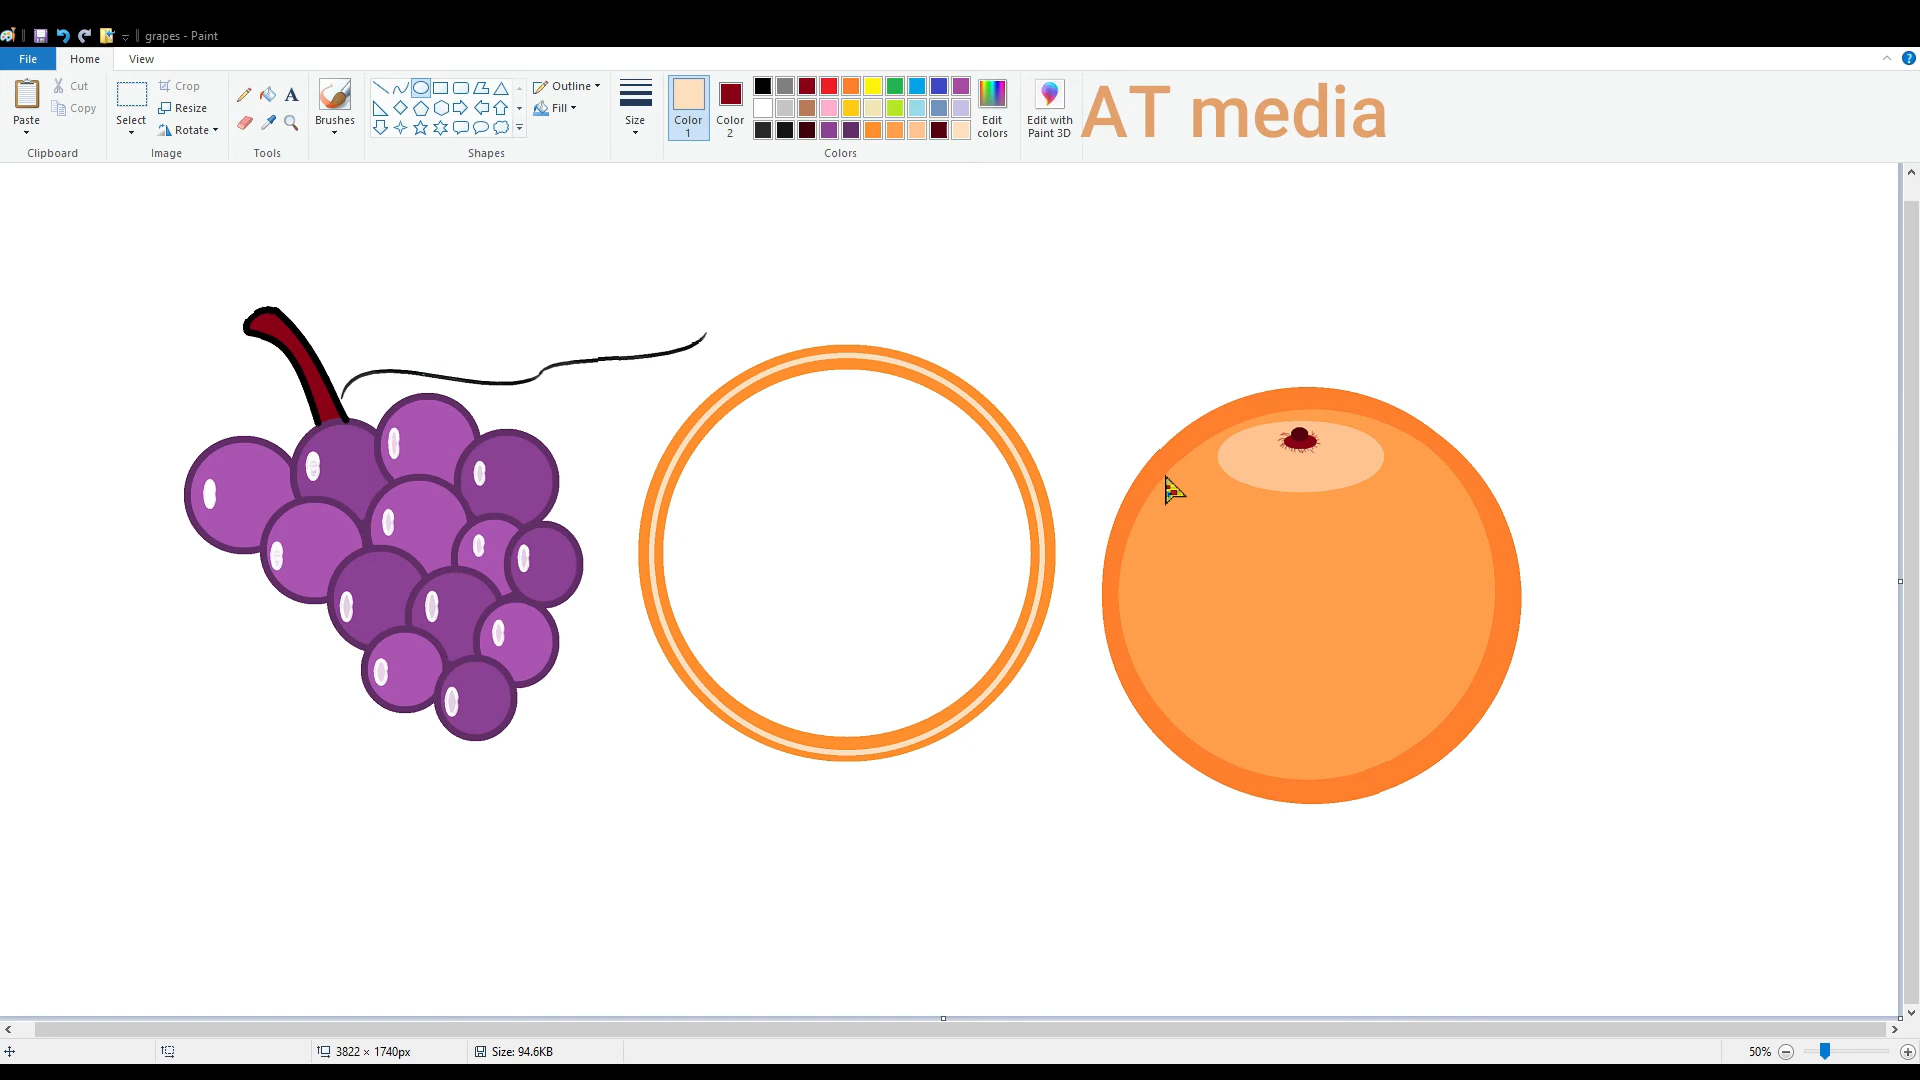 grapes - Paint
File Home View
Paste
Cut
Copy
Clipboard
Select
Crop
Resize
Rotate
Image
A
Tools
Brushes
Outline
Fill
Shapes
Size
Color 1
Color 2
Edit colors
Colors
Edit with Paint 3D
AT media
3822 × 1740px
Size: 94.6KB
50%